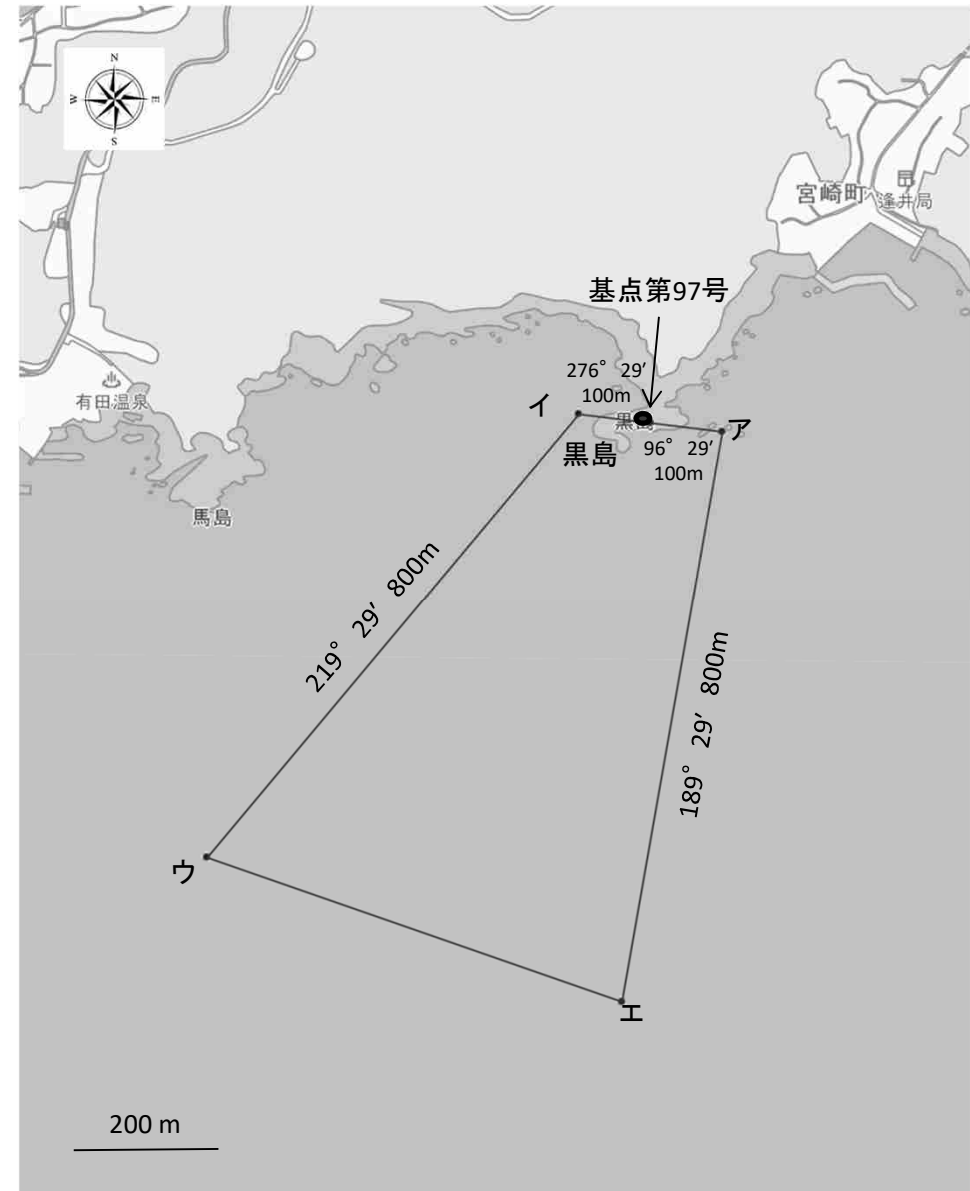 N
W
E
S
宮崎町
逢井局
基点第97号
276° 29′
100m
有田温泉
イ
黒島
ア
黒島
96° 29′
100m
馬島
219° 29′ 800m
189° 29′ 800m
ウ
エ
200 m